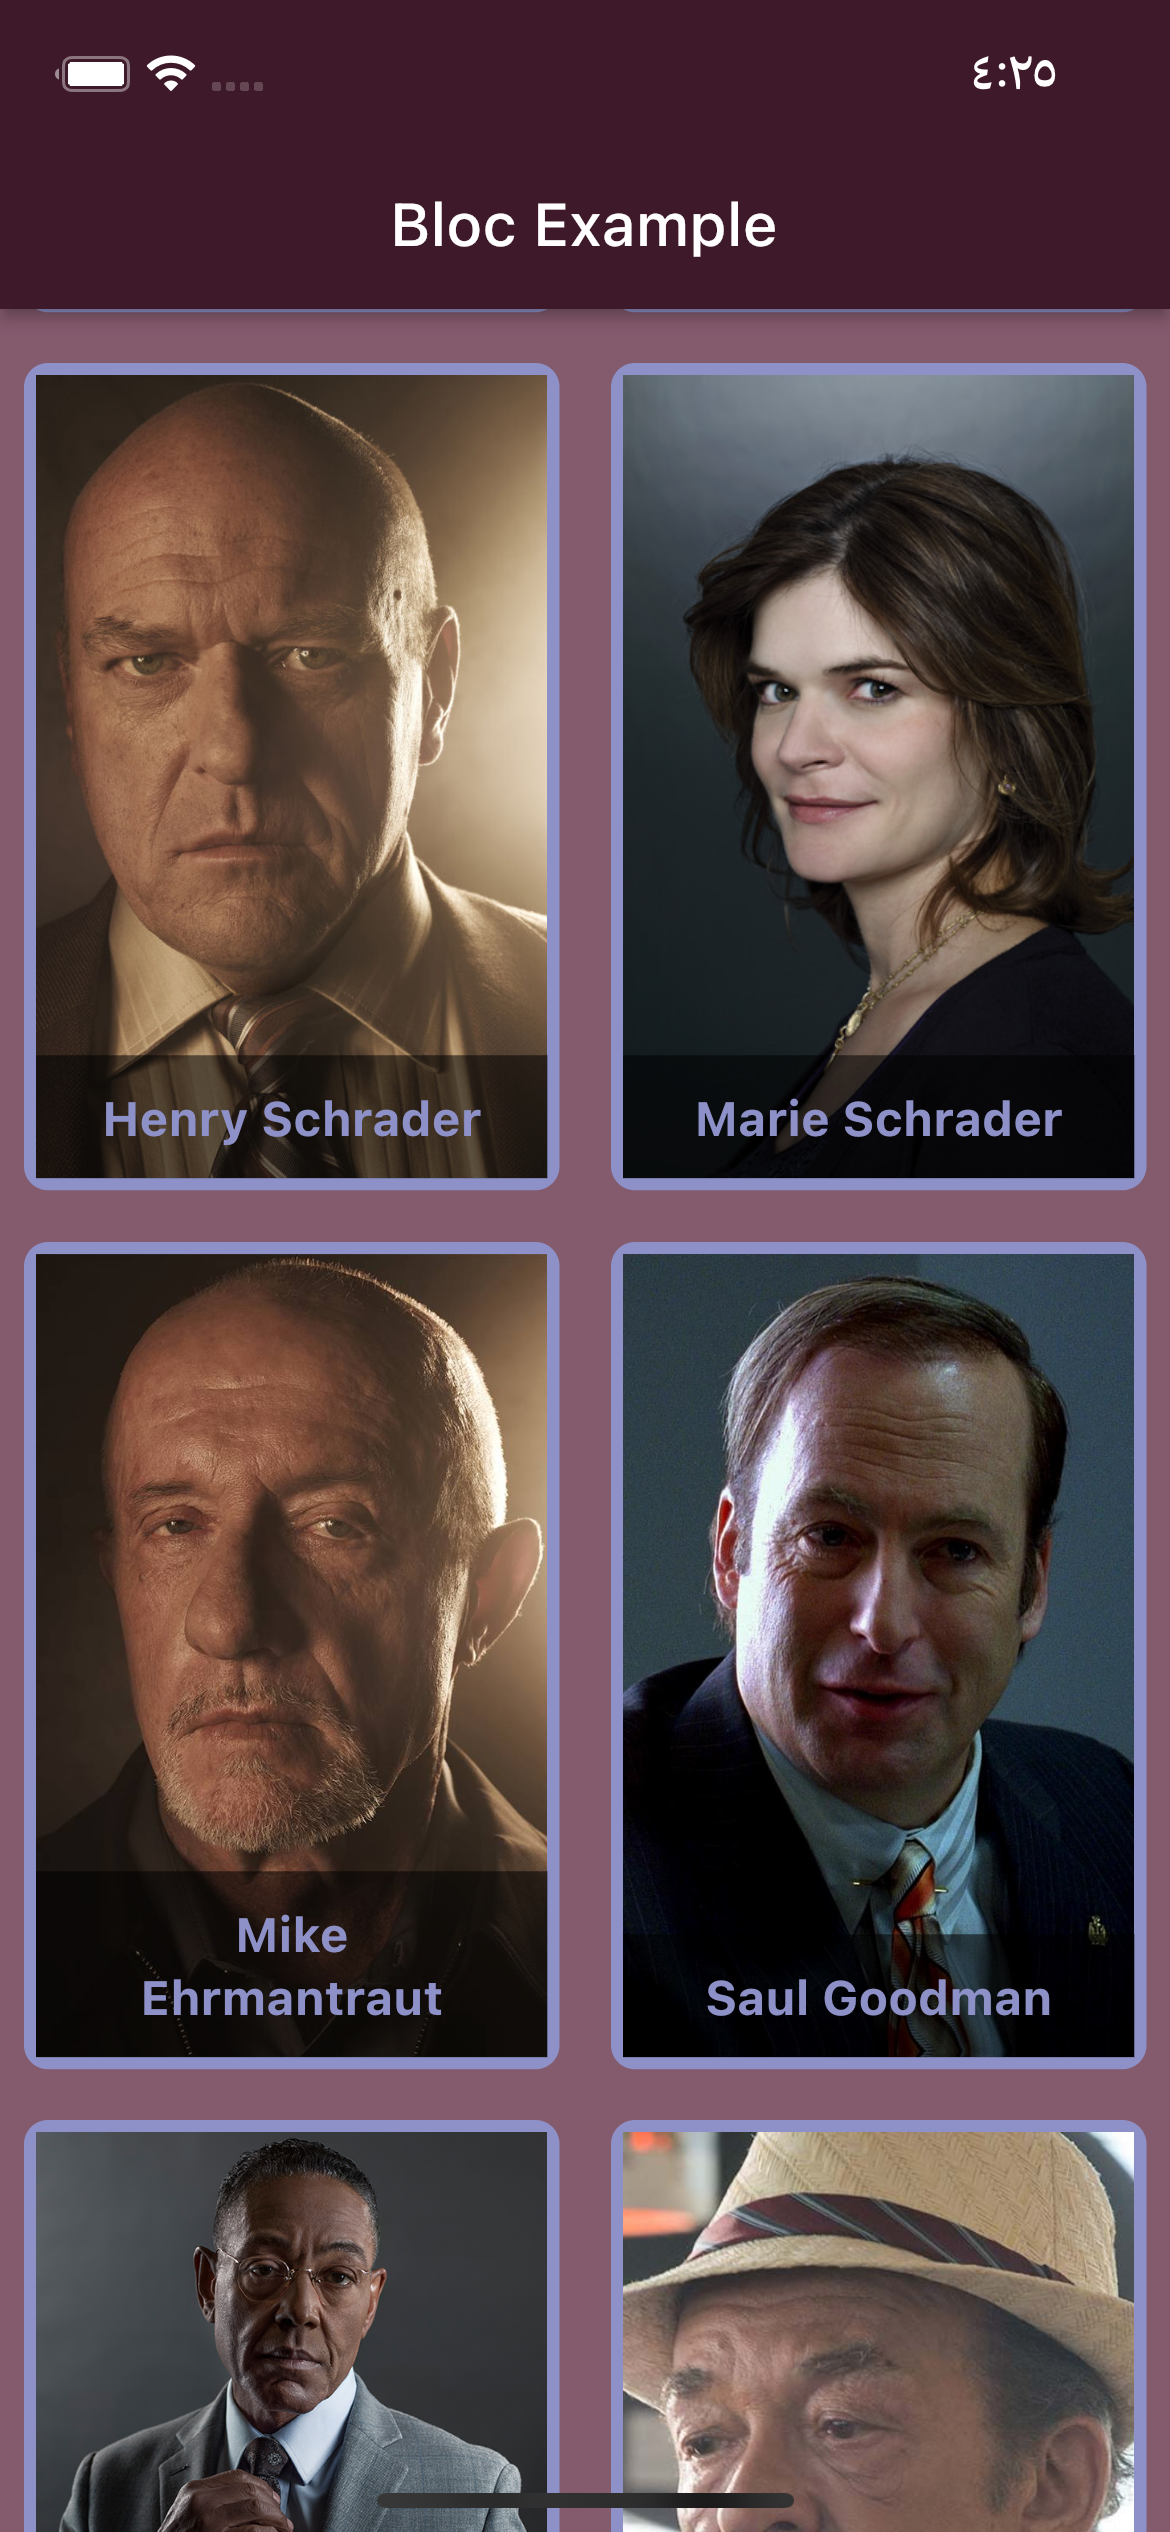 ٤:٢٥
Bloc Example
Henry Schrader
Marie Schrader
Mike
Ehrmantraut
Saul Goodman